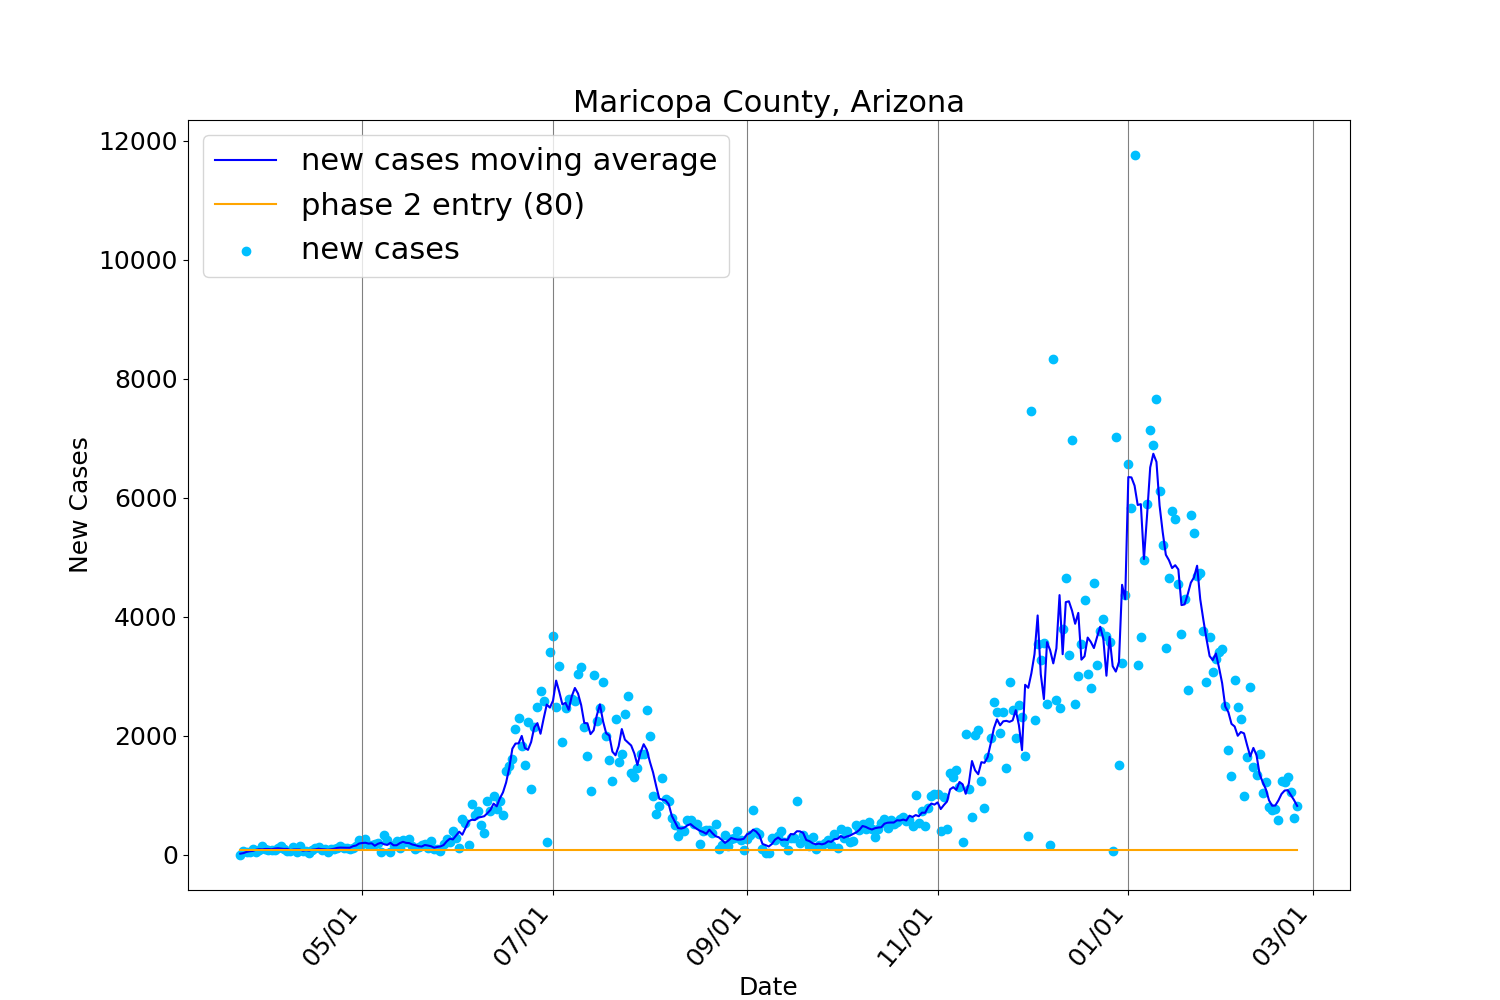 Maricopa County, Arizona
12000
10000
8000
6000
4000
2000
0
New Cases
new cases moving average
phase 2 entry (80)
new cases
05/01
07/01
09/01
11/01
01/01
03/01
Date